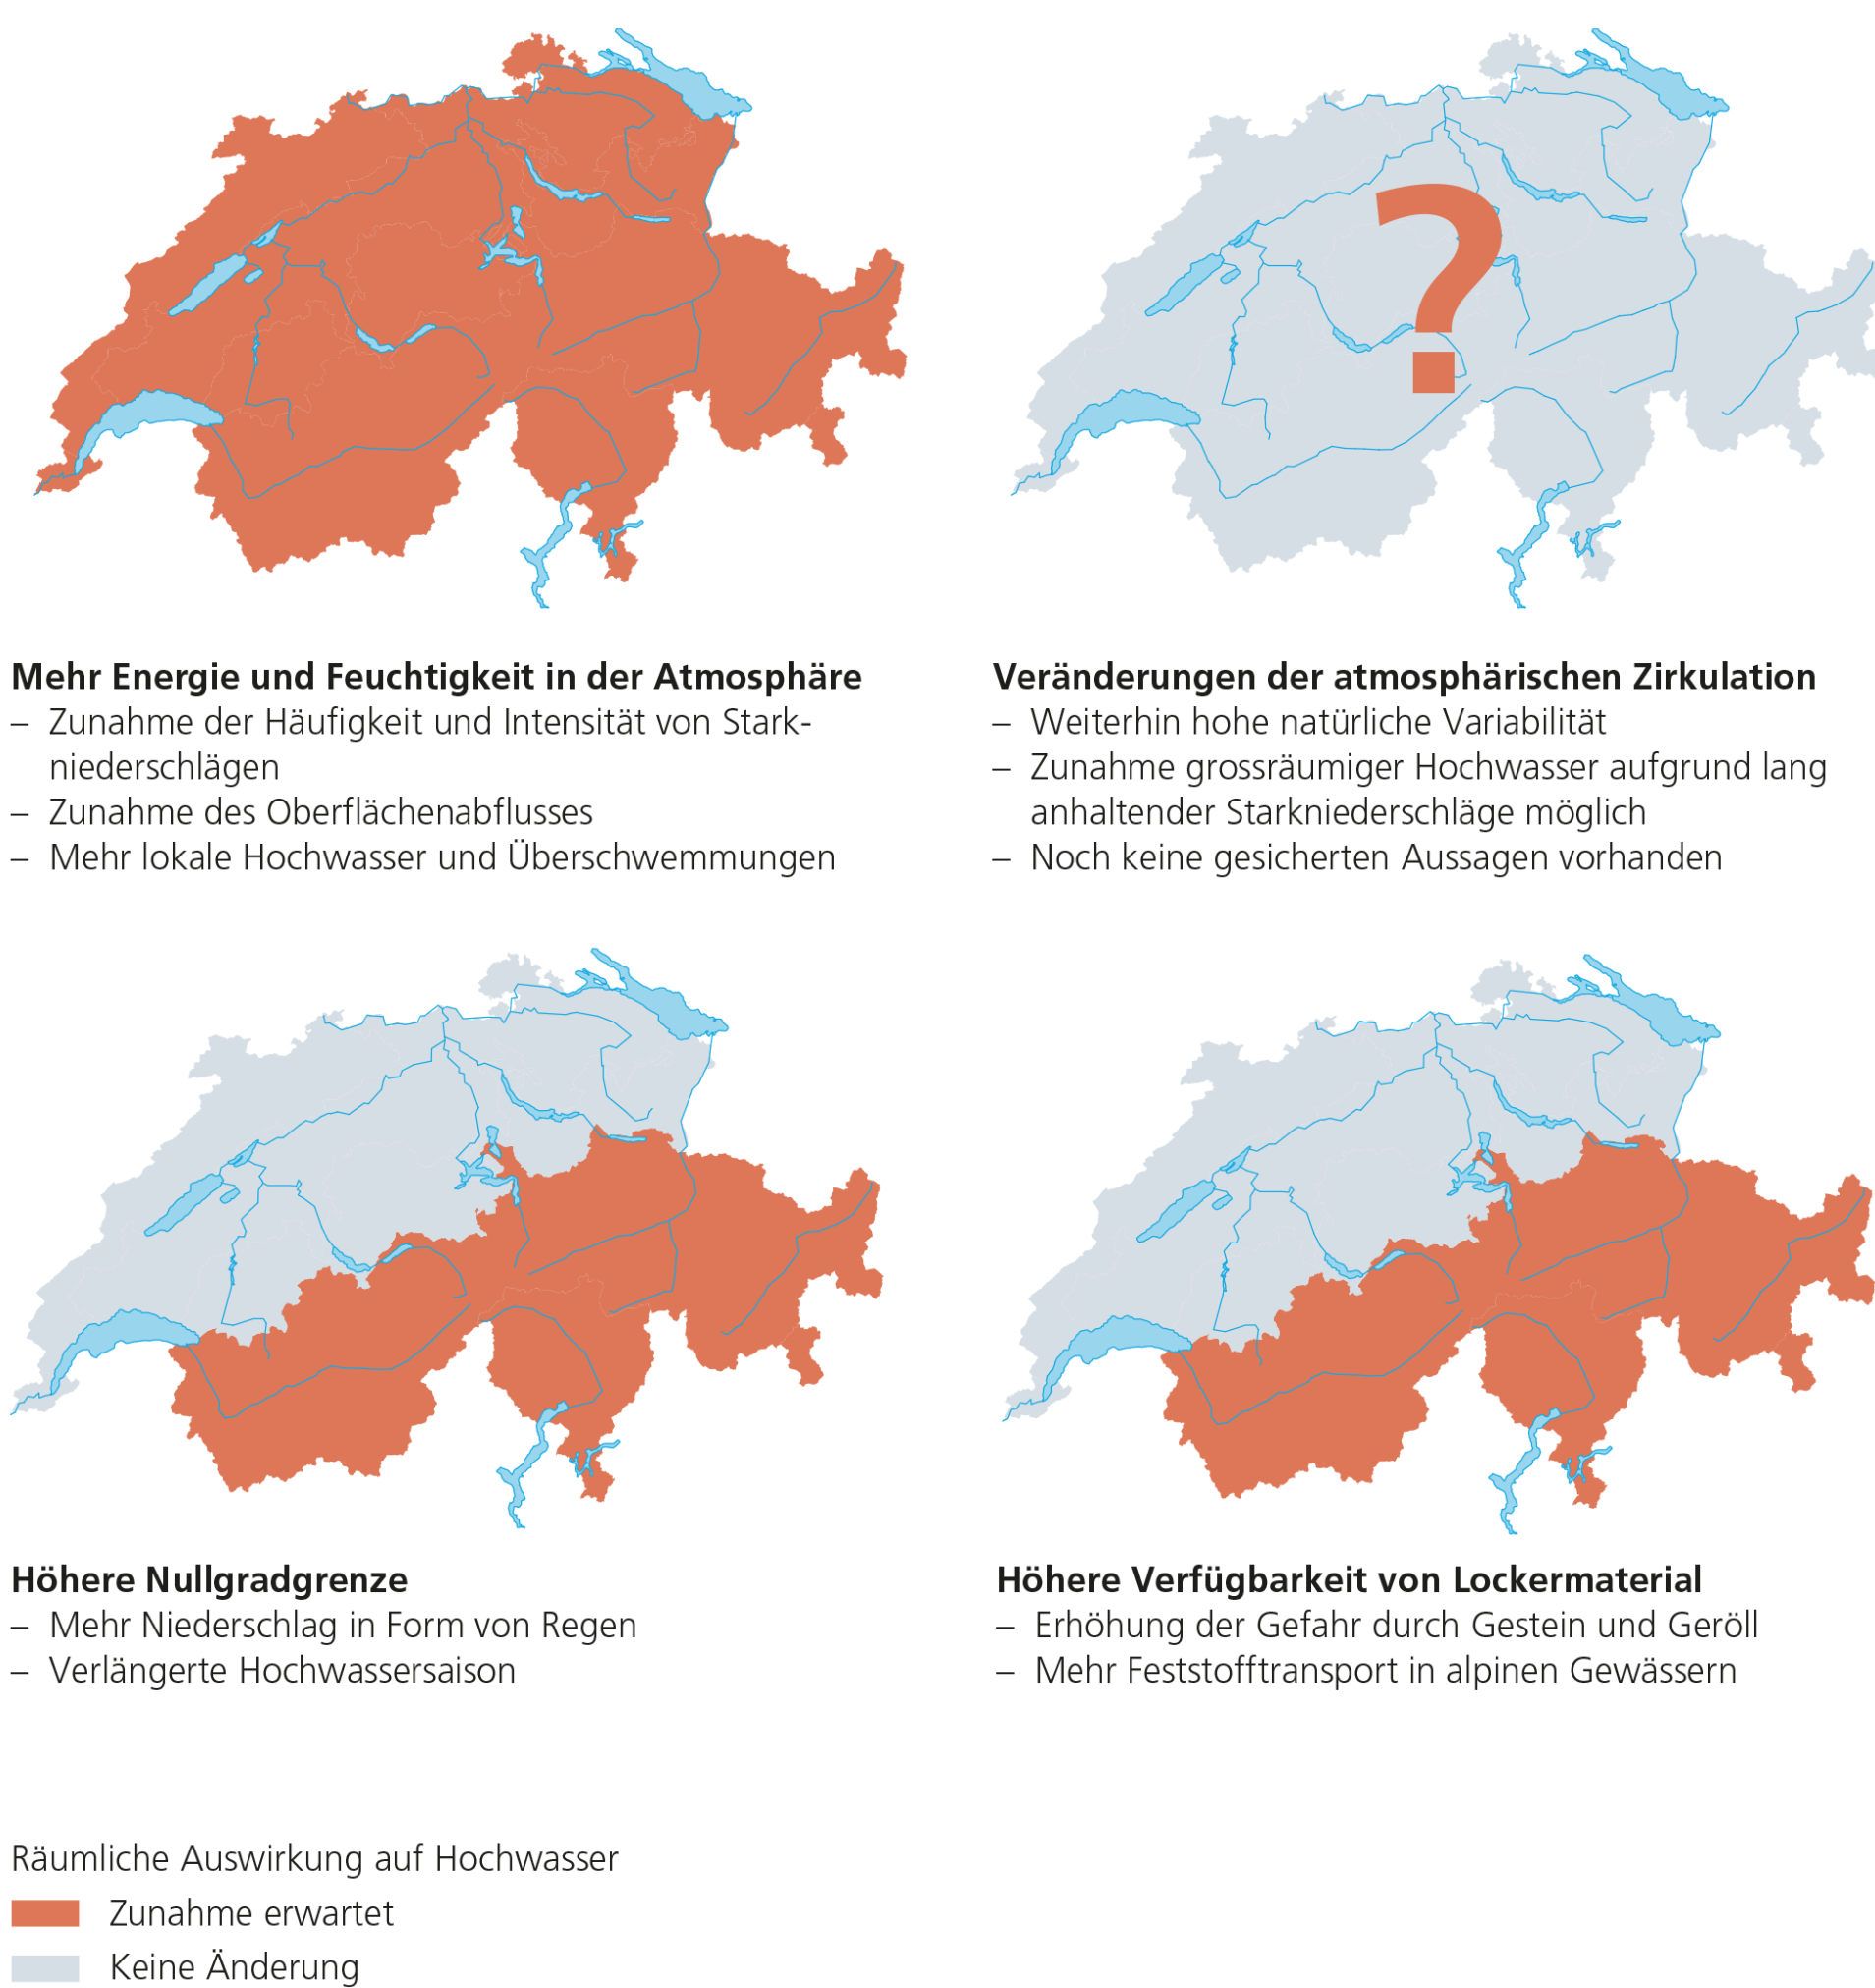 ?
Mehr Energie und Feuchtigkeit in der Atmosphäre
– Zunahme der Häufigkeit und Intensität von Stark-
niederschlägen
– Zunahme des Oberflächenabflusses
– Mehr lokale Hochwasser und Überschwemmungen
Veränderungen der atmosphärischen Zirkulation
– Weiterhin hohe natürliche Variabilität
– Zunahme grossräumiger Hochwasser aufgrund lang
anhaltender Starkniederschläge möglich
– Noch keine gesicherten Aussagen vorhanden
Höhere Nullgradgrenze
– Mehr Niederschlag in Form von Regen
– Verlängerte Hochwassersaison
Höhere Verfügbarkeit von Lockermaterial
– Erhöhung der Gefahr durch Gestein und Geröll
– Mehr Feststofftransport in alpinen Gewässern
Räumliche Auswirkung auf Hochwasser
Zunahme erwartet
Keine Änderung